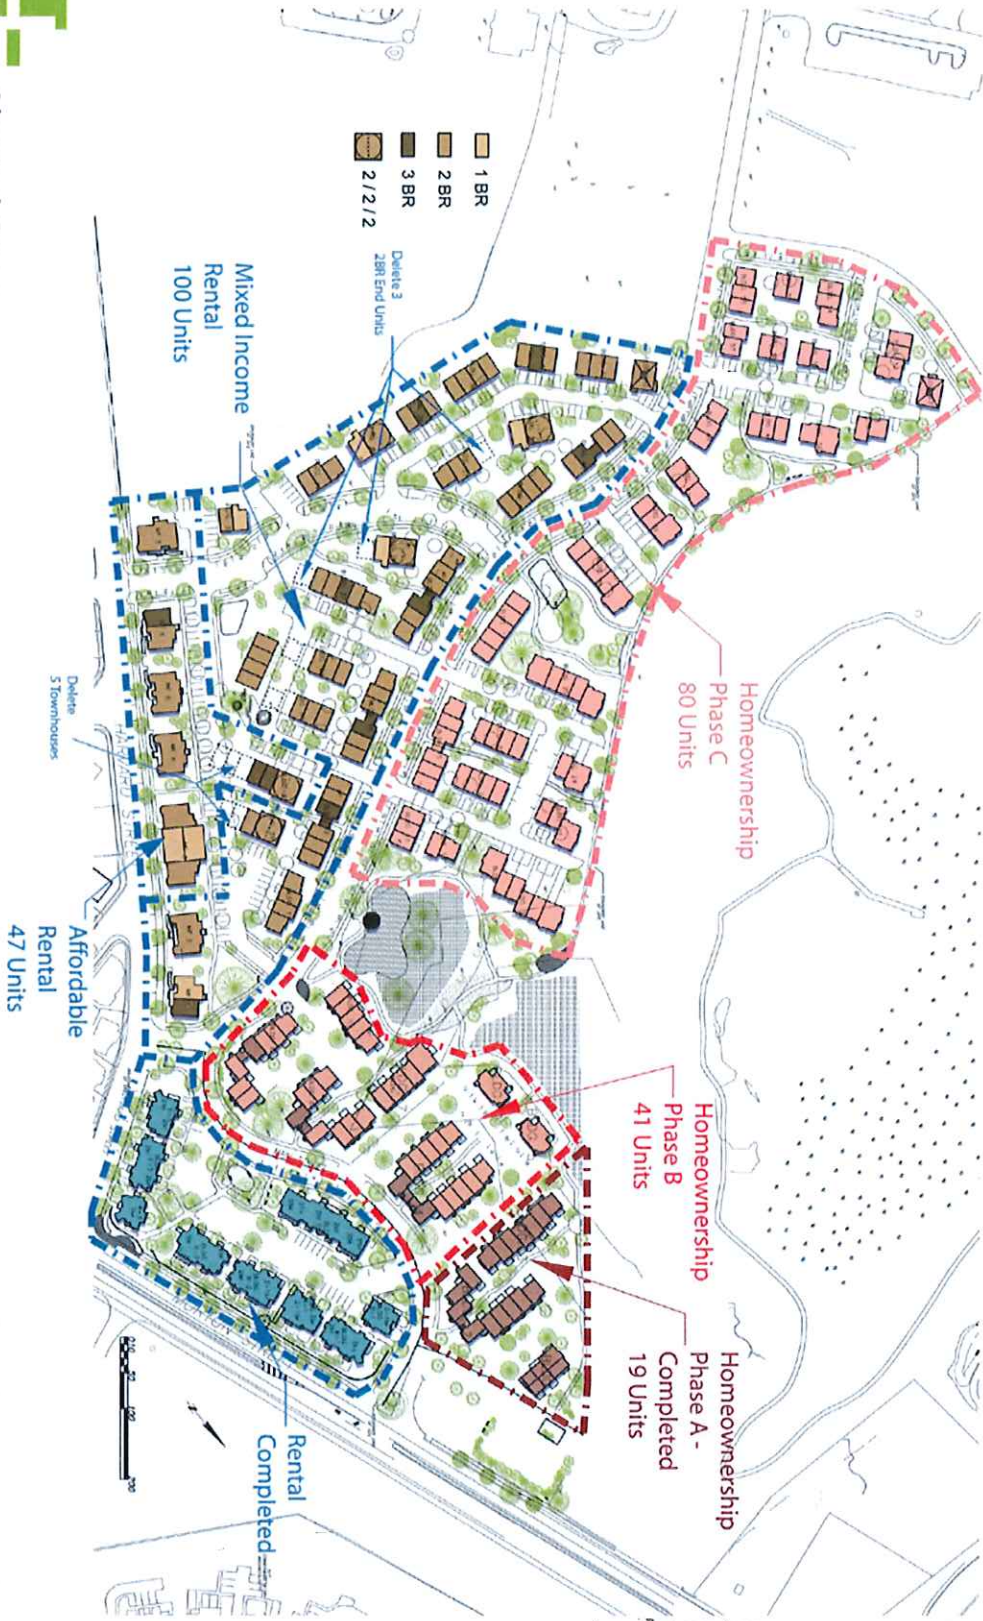 1 BR
2 BR
3 BR
2 / 2 / 2
Delete 3
2BR End Units
Mixed Income
Rental
100 Units
Homeownership
Phase C
80 Units
Delete
5 Townhouses
Affordable
Rental
47 Units
Homeownership
Phase B
41 Units
Homeownership
Phase A -
Completed
19 Units
Rental
Completed